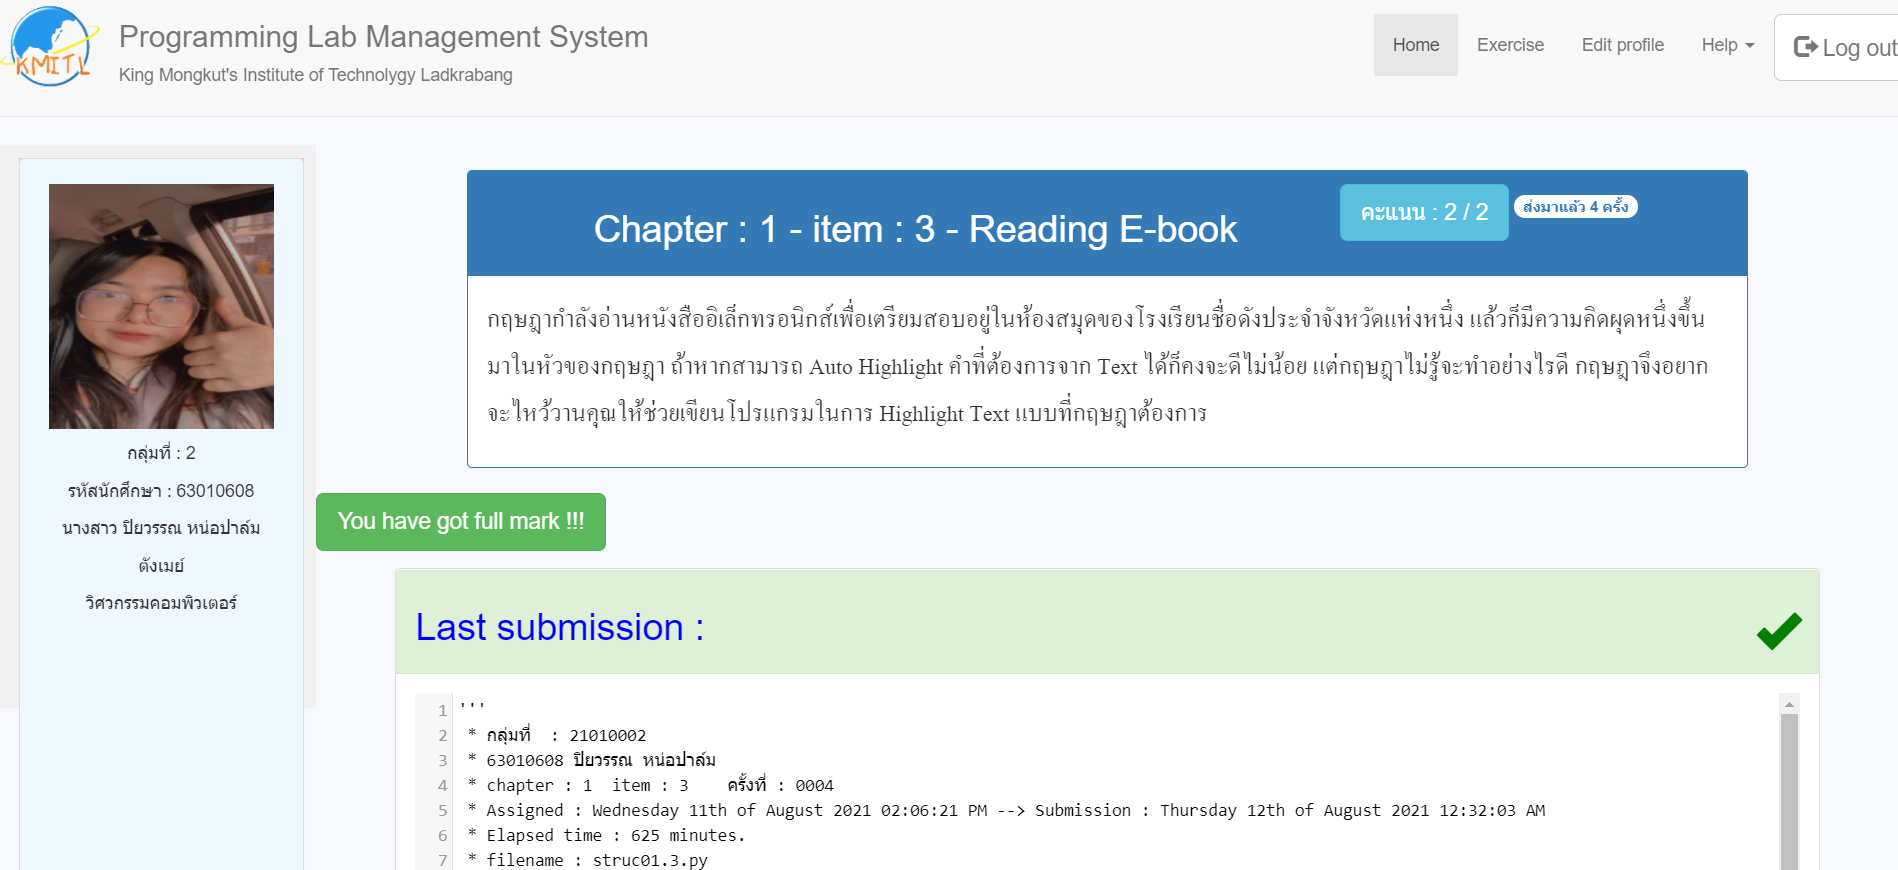 KMITL
Programming Lab Management System
King Mongkut's Institute of Technolygy Ladkrabang
Home
Exercise
Edit profile
Help
Log out
กลุ่มที่ : 2
รหัสนักศึกษา : 63010608
นางสาว ปิยวรรณ หน่อปาล์ม
ตังเมย์
วิศวกรรมคอมพิวเตอร์
Chapter : 1 - item : 3 - Reading E-book
คะแนน : 2 / 2
ส่งมาแล้ว 4 ครั้ง
กฤษฎากำลังอ่านหนังสืออิเล็กทรอนิกส์เพื่อเตรียมสอบอยู่ในห้องสมุดของโรงเรียนชื่อดังประจำจังหวัดแห่งหนึ่ง แล้วก็มีความคิดผุดหนึ่งขึ้น
มาในหัวของกฤษฎา ถ้าหากสามารถ Auto Highlight คำที่ต้องการจาก Text ได้ก็คงจะดีไม่น้อย แต่กฤษฎาไม่รู้จะทำอย่างไรดี กฤษฎาจึงอยาก
จะไหว้วานคุณให้ช่วยเขียนโปรแกรมในการ Highlight Text แบบที่กฤษฎาต้องการ
You have got full mark !!!
Last submission :
1 '''
2 * กลุ่มที่ : 21010002
3 * 63010608 ปิยวรรณ หน่อปาล์ม
4 * chapter : 1 item : 3 ครั้งที่ : 0004
5 * Assigned : Wednesday 11th of August 2021 02:06:21 PM --> Submission : Thursday 12th of August 2021 12:32:03 AM
6 * Elapsed time : 625 minutes.
7 * filename : struc01.3.py